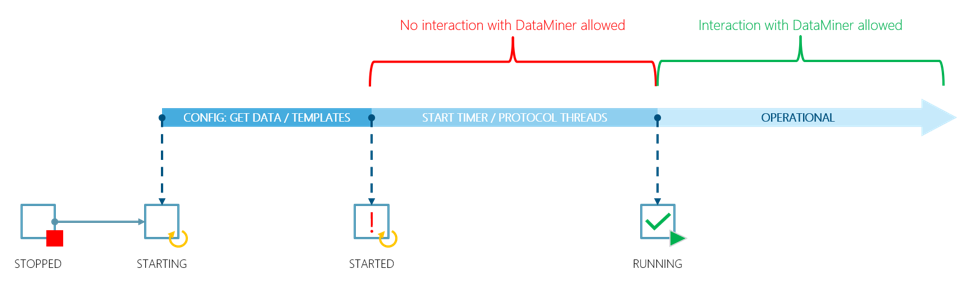 No interaction with DataMiner allowed
Interaction with DataMiner allowed
CONFIG: GET DATA / TEMPLATES
START TIMER / PROTOCOL THREADS
OPERATIONAL
!
STOPPED
STARTING
STARTED
RUNNING